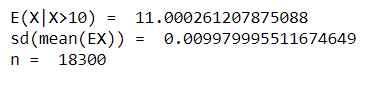 E(X|X>10) =  11.000261207875088
sd(mean(EX)) =  0.009979995511674649
n =  18300